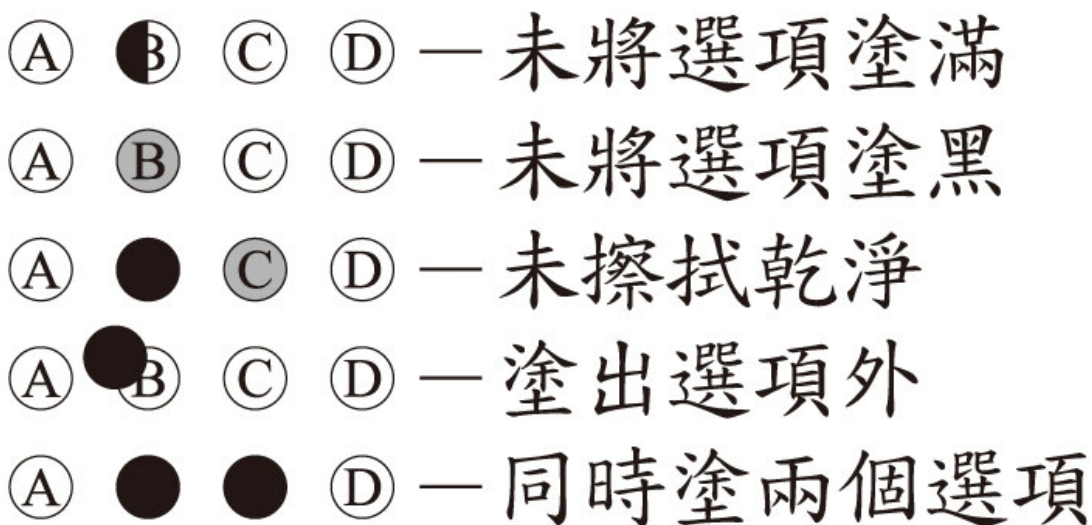 Ⓐ Ⓑ Ⓒ Ⓓ — 未將選項塗滿
Ⓐ Ⓑ Ⓒ Ⓓ — 未將選項塗黑
Ⓐ ● Ⓒ Ⓓ — 未擦拭乾淨
Ⓐ Ⓑ Ⓒ Ⓓ — 塗出選項外
Ⓐ ● ● Ⓓ — 同時塗兩個選項